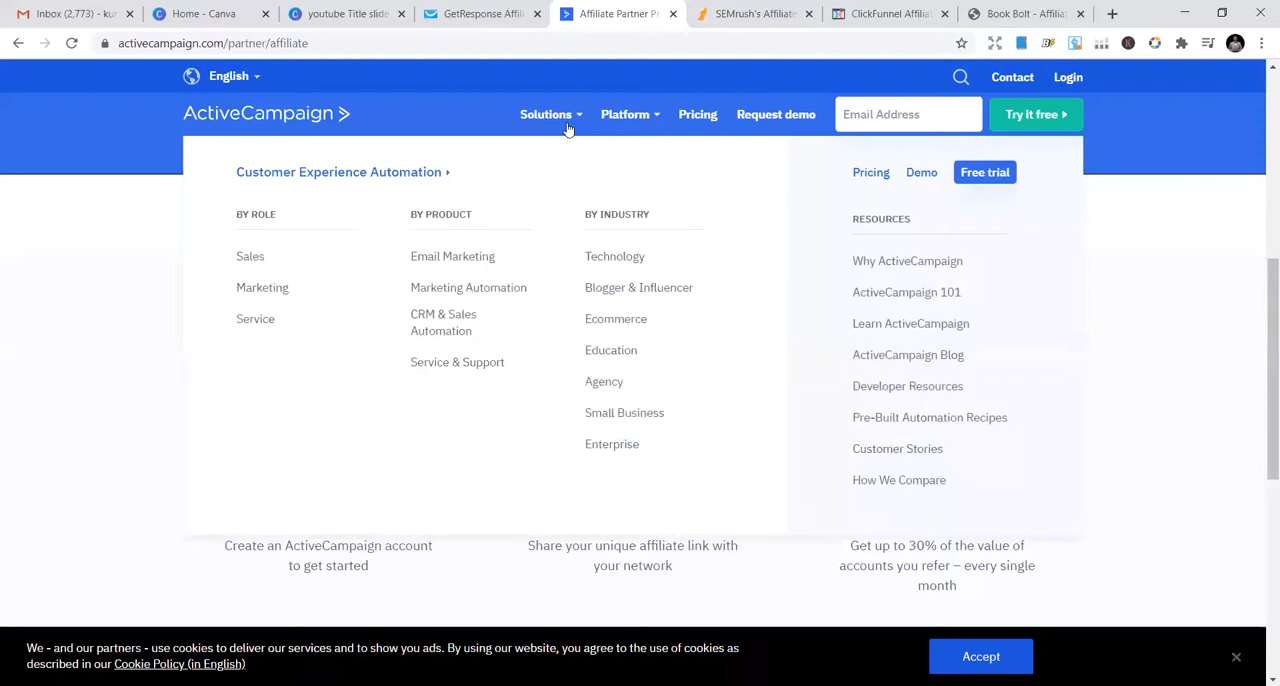 Inbox (2,773) - kur
Home - Canva
youtube Title slide
GetResponse Affil
Affiliate Partner Pr
SEMrush's Affiliate
ClickFunnel Affilia
Book Bolt - Affilia
activecampaign.com/partner/affiliate
English
Contact
Login
ActiveCampaign >
Solutions
Platform
Pricing
Request demo
Email Address
Try it free
Customer Experience Automation
Pricing
Demo
Free trial
BY ROLE
Sales
Marketing
Service
BY PRODUCT
Email Marketing
Marketing Automation
CRM & Sales
Automation
Service & Support
BY INDUSTRY
Technology
Blogger & Influencer
Ecommerce
Education
Agency
Small Business
Enterprise
RESOURCES
Why ActiveCampaign
ActiveCampaign 101
Learn ActiveCampaign
ActiveCampaign Blog
Developer Resources
Pre-Built Automation Recipes
Customer Stories
How We Compare
Create an ActiveCampaign account
to get started
Share your unique affiliate link with
your network
Get up to 30% of the value of
accounts you refer – every single
month
We - and our partners - use cookies to deliver our services and to show you ads. By using our website, you agree to the use of cookies as
described in our Cookie Policy (in English)
Accept